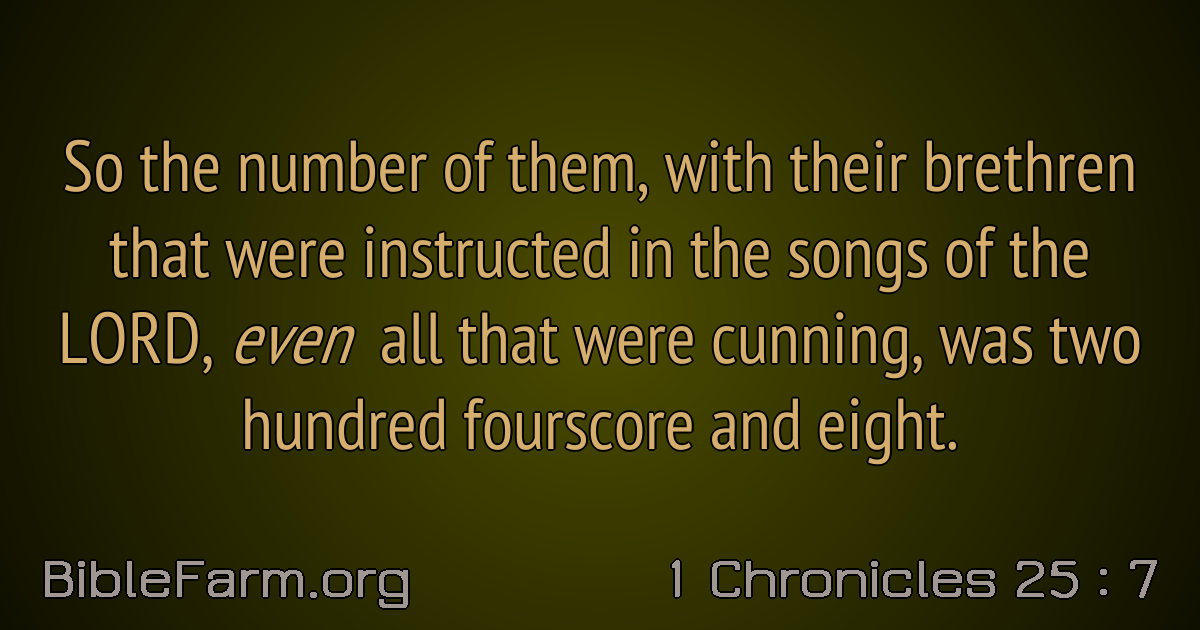 So the number of them, with their brethren
that were instructed in the songs of the
LORD, even all that were cunning, was two
hundred fourscore and eight.
BibleFarm.org
1 Chronicles 25 : 7